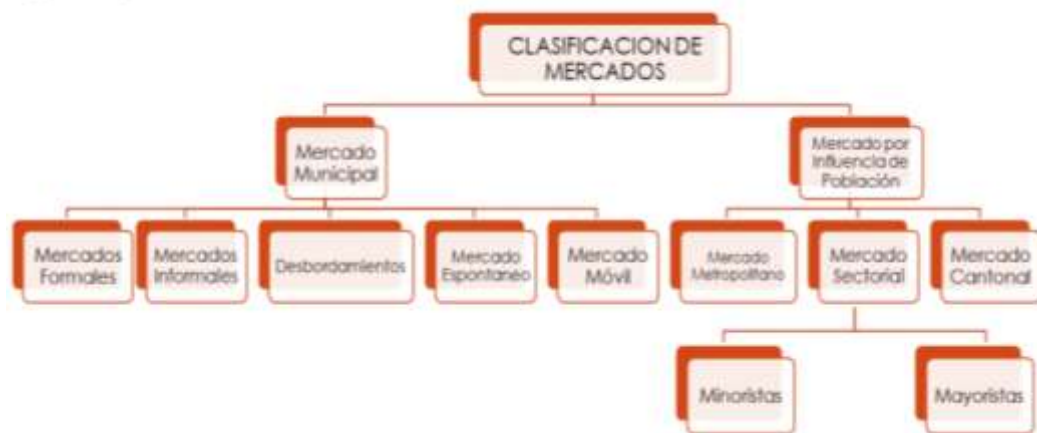 CLASIFICACION DE
MERCADOS
Mercado
Municipal
Mercado por
Influencia de
Población
Mercados
Formales
Mercados
Informales
Desbordamientos
Mercado
Espontaneo
Mercado
Móvil
Mercado
Metropolitano
Mercado
Sectorial
Mercado
Cantonal
Minoristas
Mayoristas